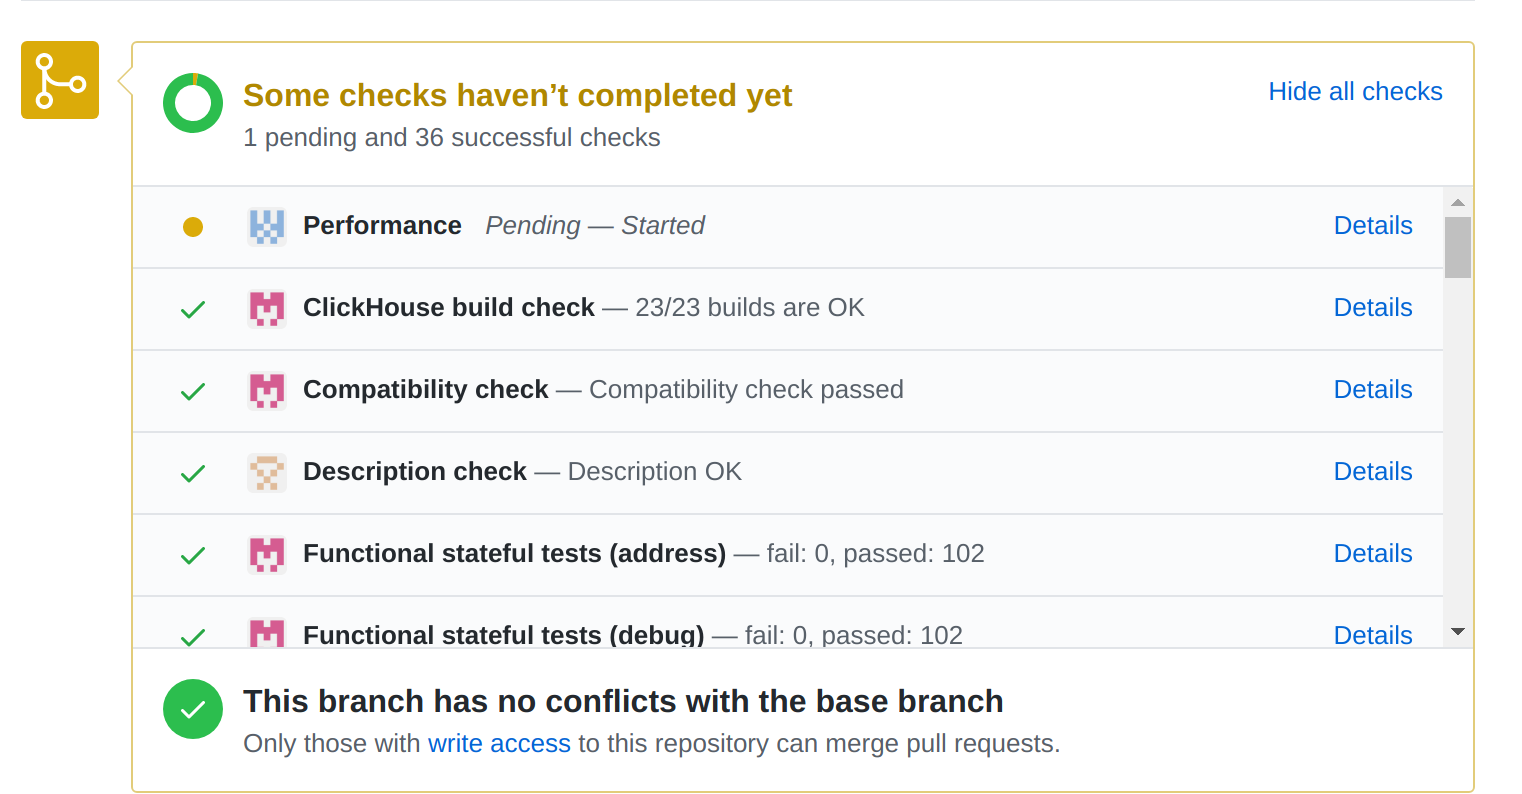 Some checks haven’t completed yet
Hide all checks
1 pending and 36 successful checks
Performance Pending — Started Details
ClickHouse build check — 23/23 builds are OK Details
Compatibility check — Compatibility check passed Details
Description check — Description OK Details
Functional stateful tests (address) — fail: 0, passed: 102 Details
Functional stateful tests (debug) — fail: 0, passed: 102 Details
This branch has no conflicts with the base branch
Only those with write access to this repository can merge pull requests.